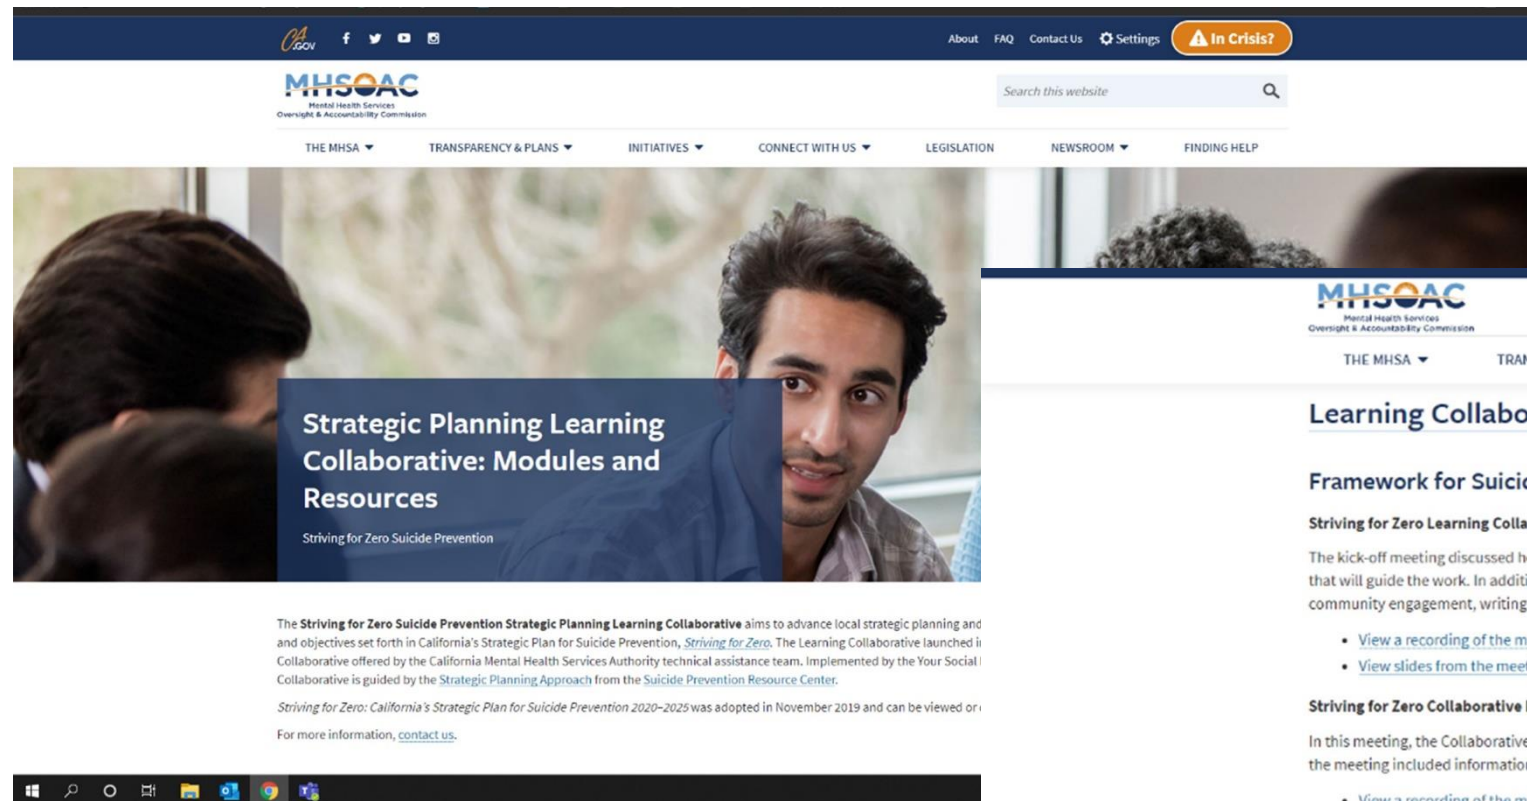 CA.GOV
About FAQ Contact Us Settings In Crisis?
MHSOAC
Mental Health Services
Oversight & Accountability Commission
Search this website
THE MHSA TRANSPARENCY & PLANS INITIATIVES CONNECT WITH US LEGISLATION NEWSROOM FINDING HELP
Strategic Planning Learning
Collaborative: Modules and
Resources
Striving for Zero Suicide Prevention
The Striving for Zero Suicide Prevention Strategic Planning Learning Collaborative aims to advance local strategic planning and
and objectives set forth in California's Strategic Plan for Suicide Prevention, Striving for Zero. The Learning Collaborative launched i
Collaborative offered by the California Mental Health Services Authority technical assistance team. Implemented by the Your Social
Collaborative is guided by the Strategic Planning Approach from the Suicide Prevention Resource Center.
Striving for Zero: California's Strategic Plan for Suicide Prevention 2020–2025 was adopted in November 2019 and can be viewed or
For more information, contact us.
MHSOAC
Mental Health Services
Oversight & Accountability Commission
THE MHSA TRAN
Learning Collabo
Framework for Suici
Striving for Zero Learning Colla
The kick-off meeting discussed h
that will guide the work. In additi
community engagement, writing
• View a recording of the m
• View slides from the meet
Striving for Zero Collaborative
In this meeting, the Collaborative
the meeting included information
• View a recording of the m